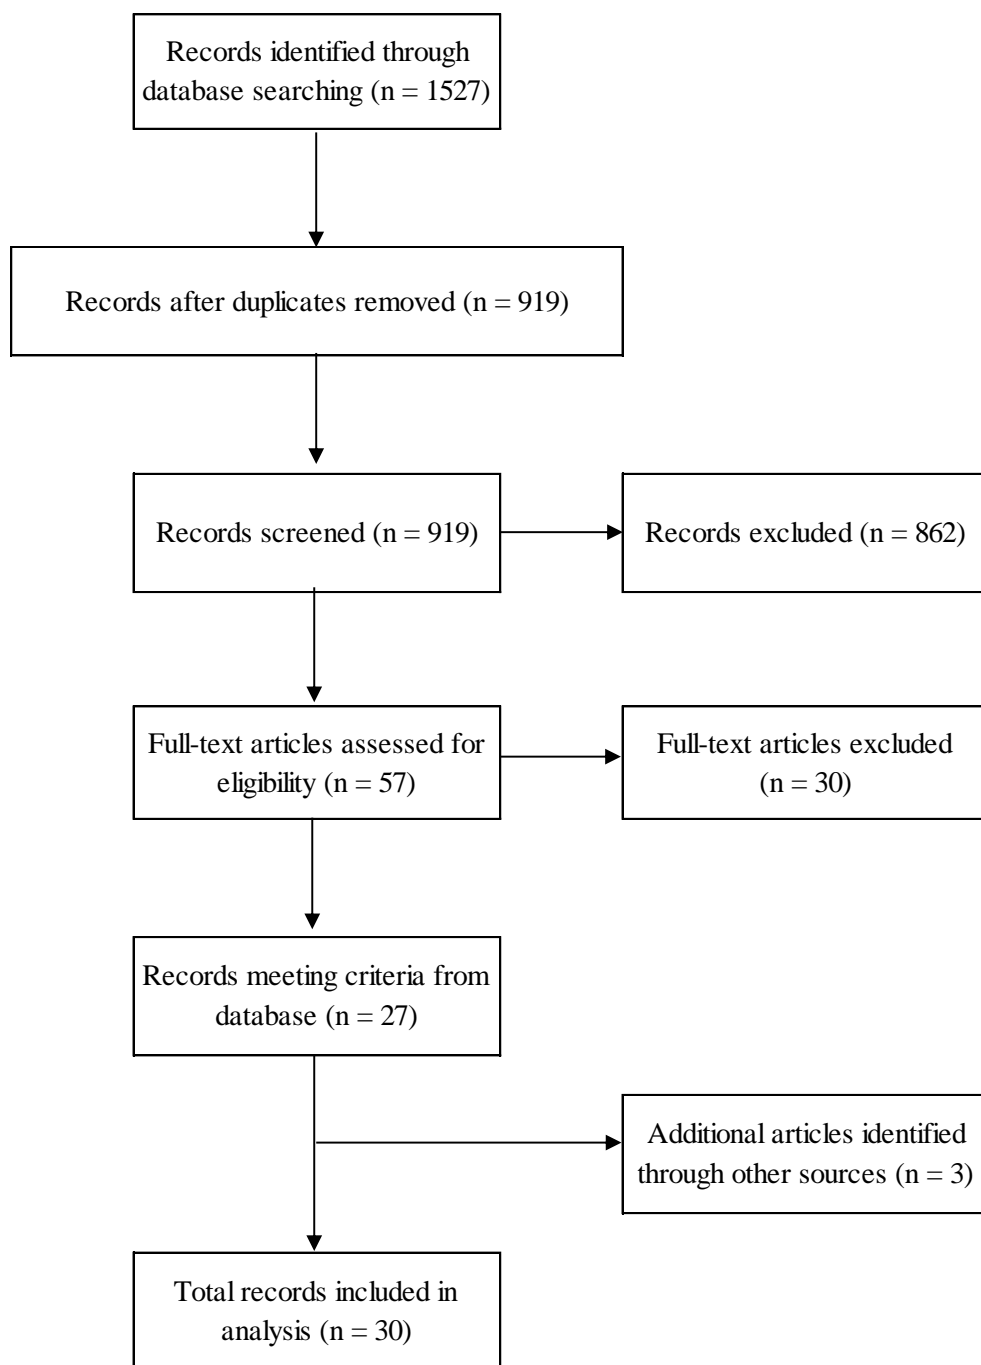 Records identified through
database searching (n = 1527)
Records after duplicates removed (n = 919)
Records screened (n = 919)
Records excluded (n = 862)
Full-text articles assessed for
eligibility (n = 57)
Full-text articles excluded
(n = 30)
Records meeting criteria from
database (n = 27)
Additional articles identified
through other sources (n = 3)
Total records included in
analysis (n = 30)